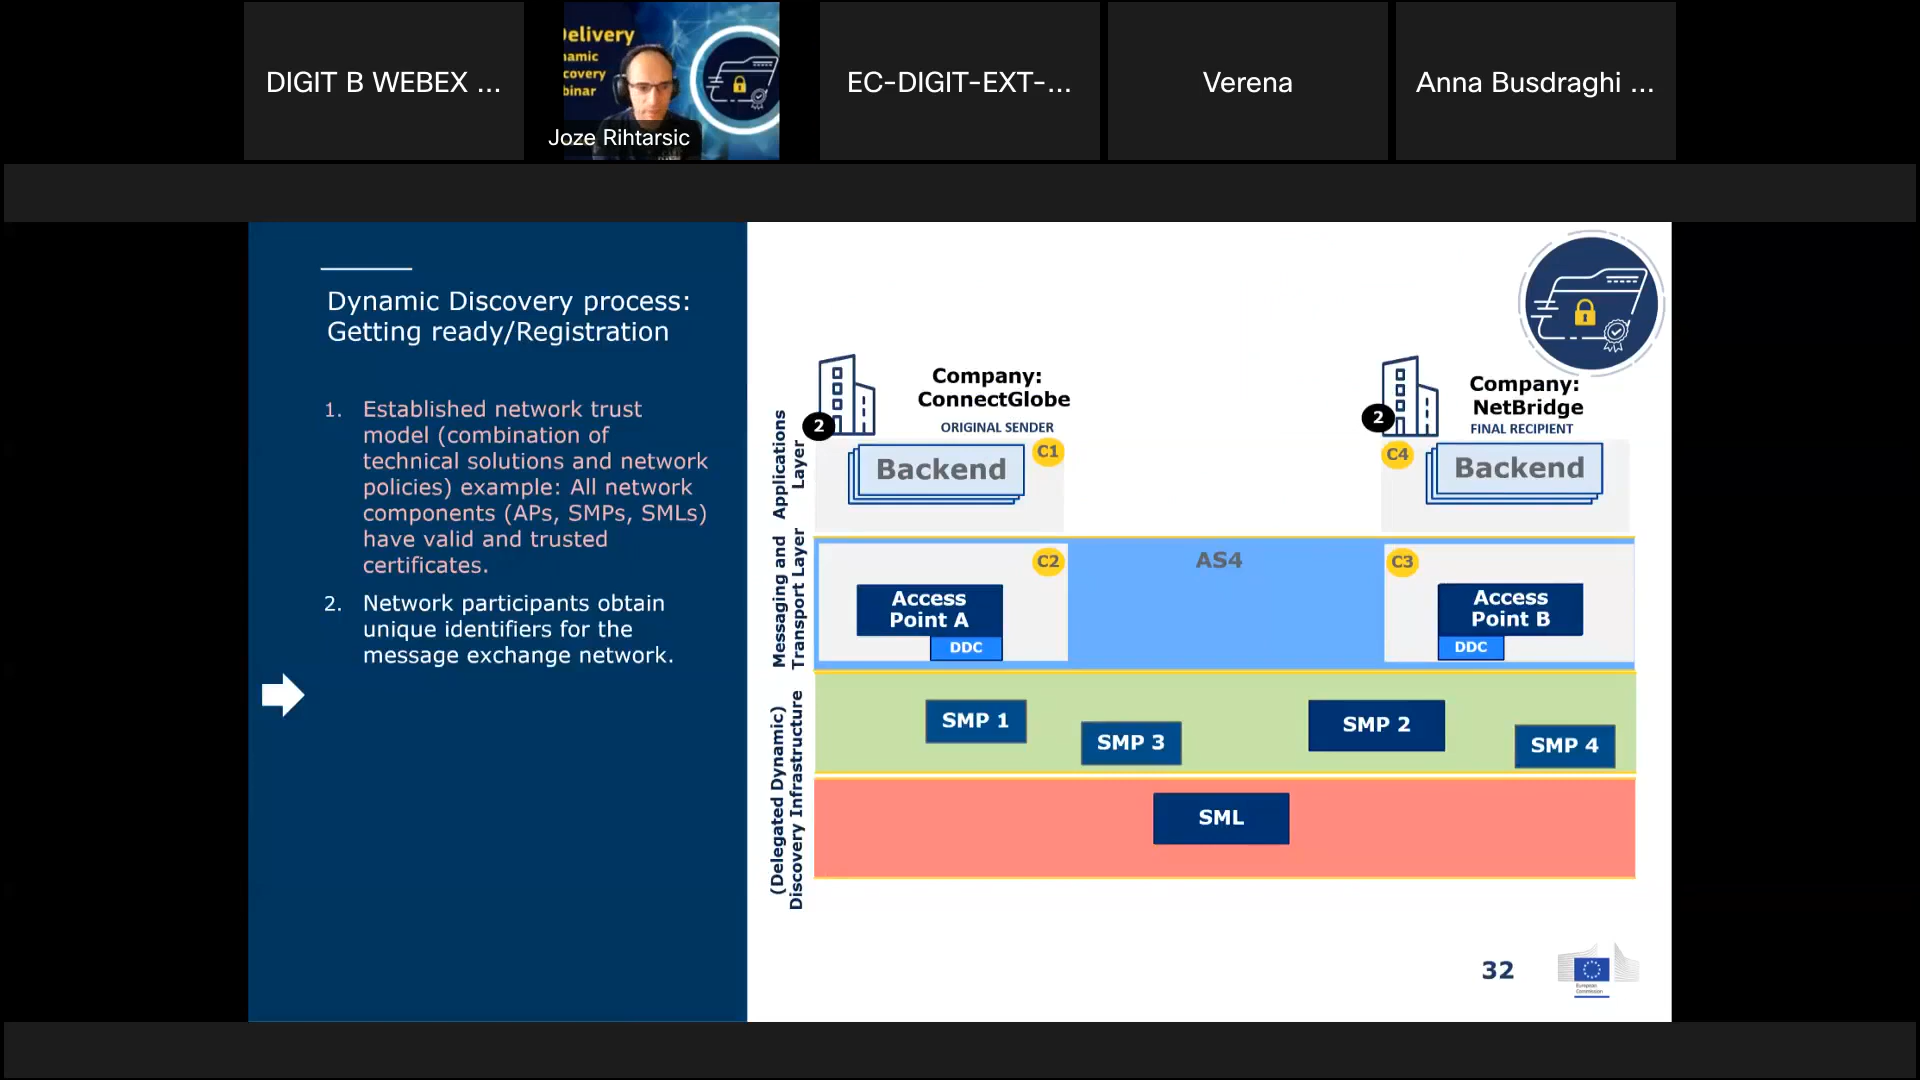 DIGIT B WEBEX ...
Delivery
namic
covery
binar
Joze Rihtarsic
EC-DIGIT-EXT-...
Verena
Anna Busdraghi ...
Dynamic Discovery process:
Getting ready/Registration
1. Established network trust
model (combination of
technical solutions and network
policies) example: All network
components (APs, SMPs, SMLs)
have valid and trusted
certificates.
2. Network participants obtain
unique identifiers for the
message exchange network.
Company:
ConnectGlobe
ORIGINAL SENDER
2
Company:
NetBridge
FINAL RECIPIENT
2
Applications
Layer
Backend
C1
C4
Backend
Messaging and
Transport Layer
C2
Access
Point A
DDC
AS4
C3
Access
Point B
DDC
(Delegated Dynamic)
Discovery Infrastructure
SMP 1
SMP 3
SMP 2
SMP 4
SML
32
European
Commission